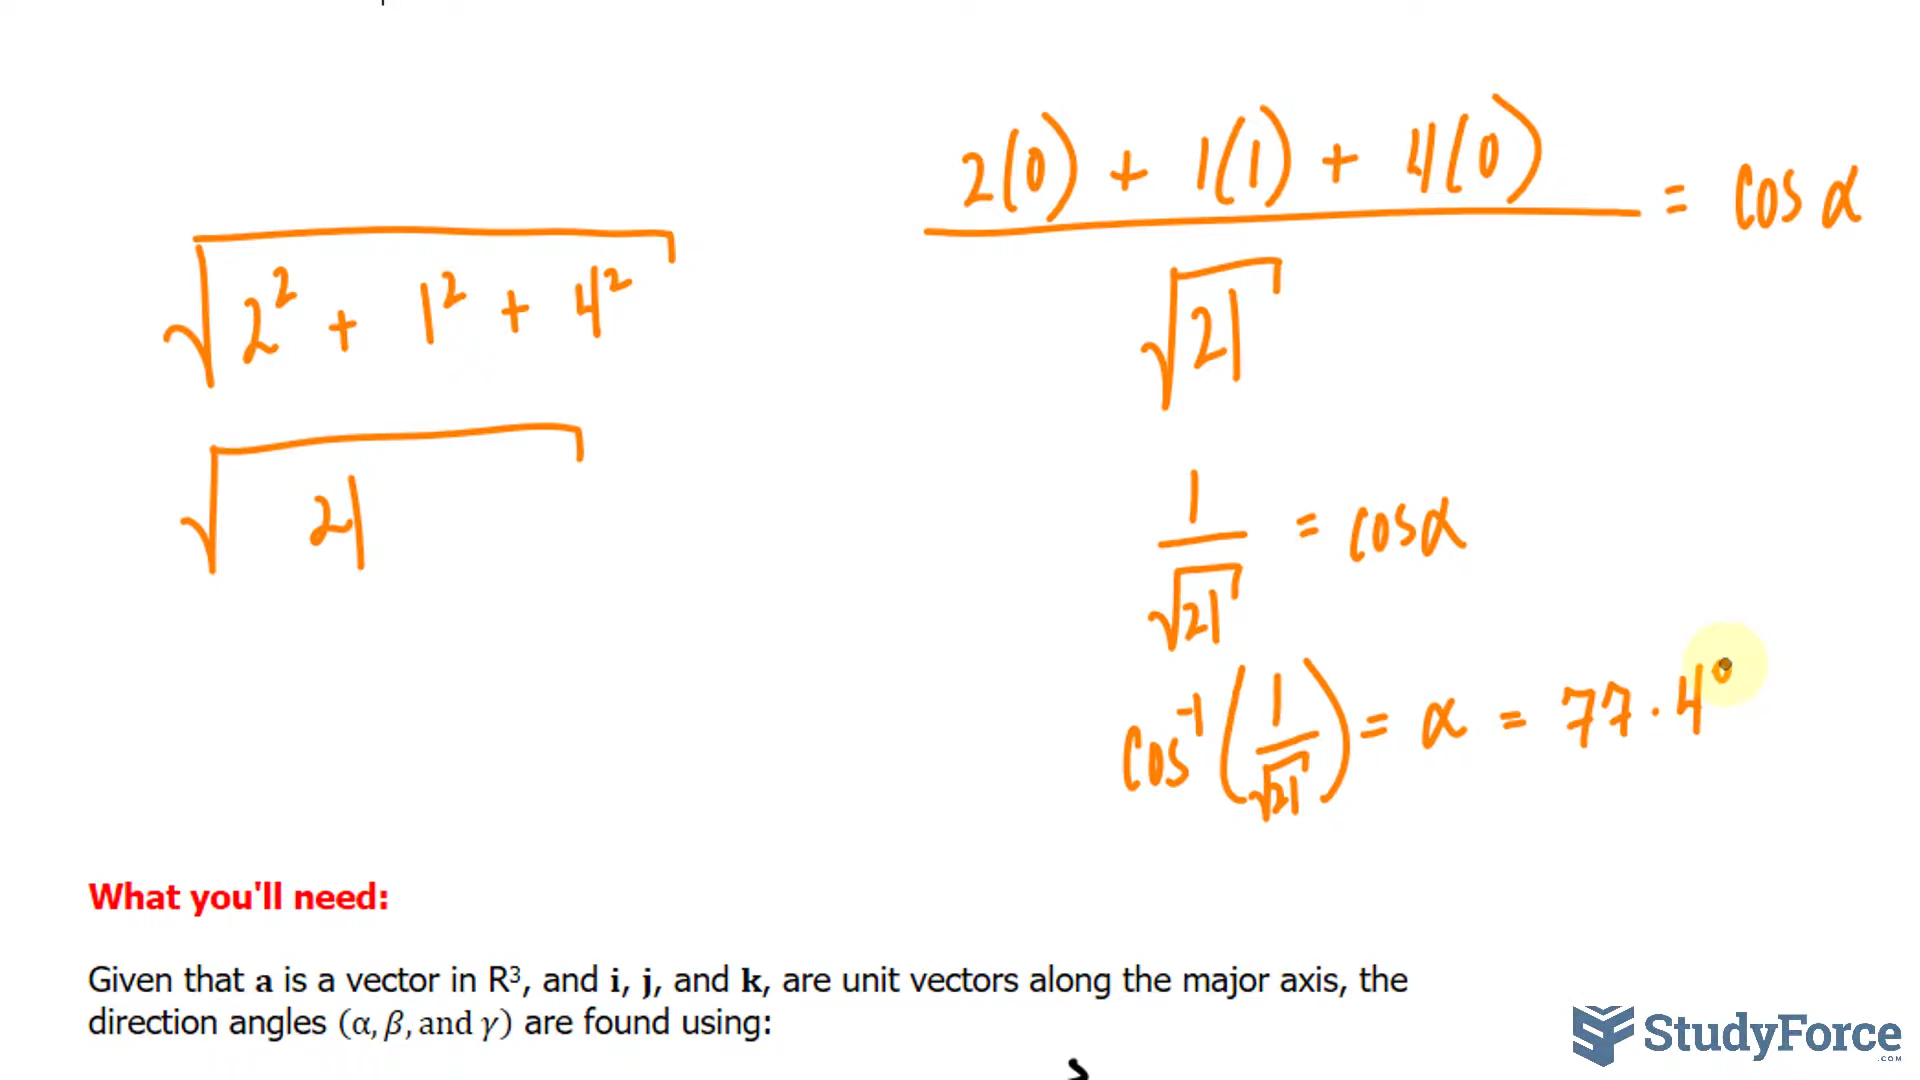 √(2² + 1² + 4²)
√21
2(0) + 1(1) + 4(0) = cos α
√21
1 = cos α
√21
cos⁻¹(1/√21) = α = 77.4°
What you'll need:
Given that a is a vector in R³, and i, j, and k, are unit vectors along the major axis, the
direction angles (α, β, and γ) are found using:
StudyForce
.COM